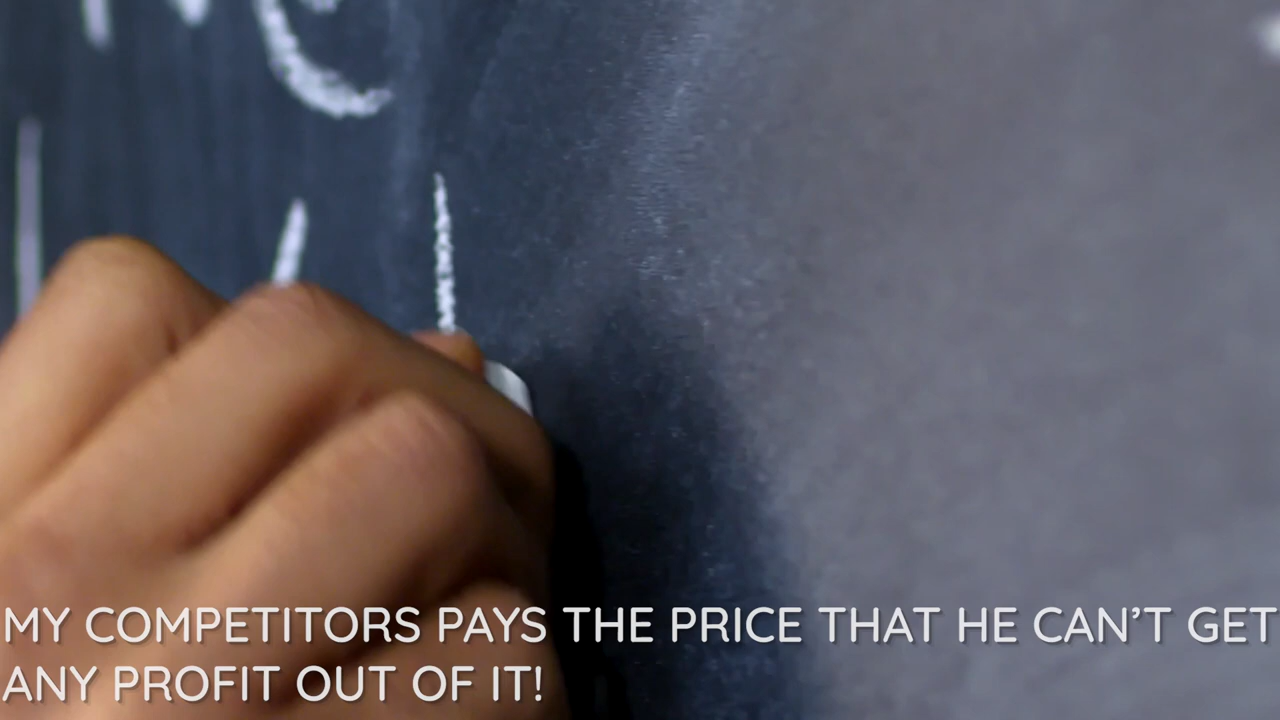 MY COMPETITORS PAYS THE PRICE THAT HE CAN’T GET
ANY PROFIT OUT OF IT!